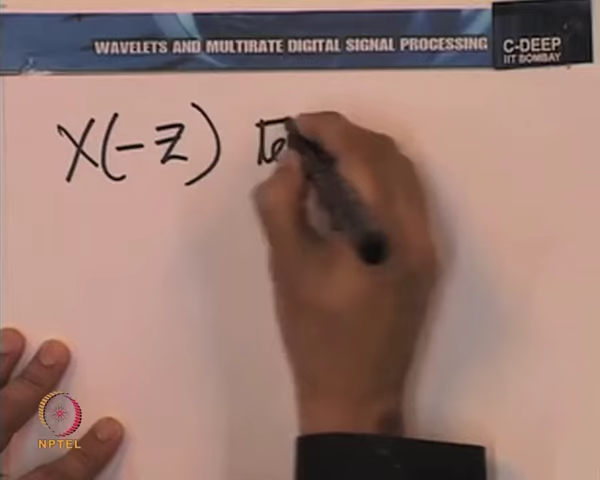 WAVELETS AND MULTIRATE DIGITAL SIGNAL PROCESSING
C-DEEP
IIT BOMBAY
X(-Z)
NPTEL